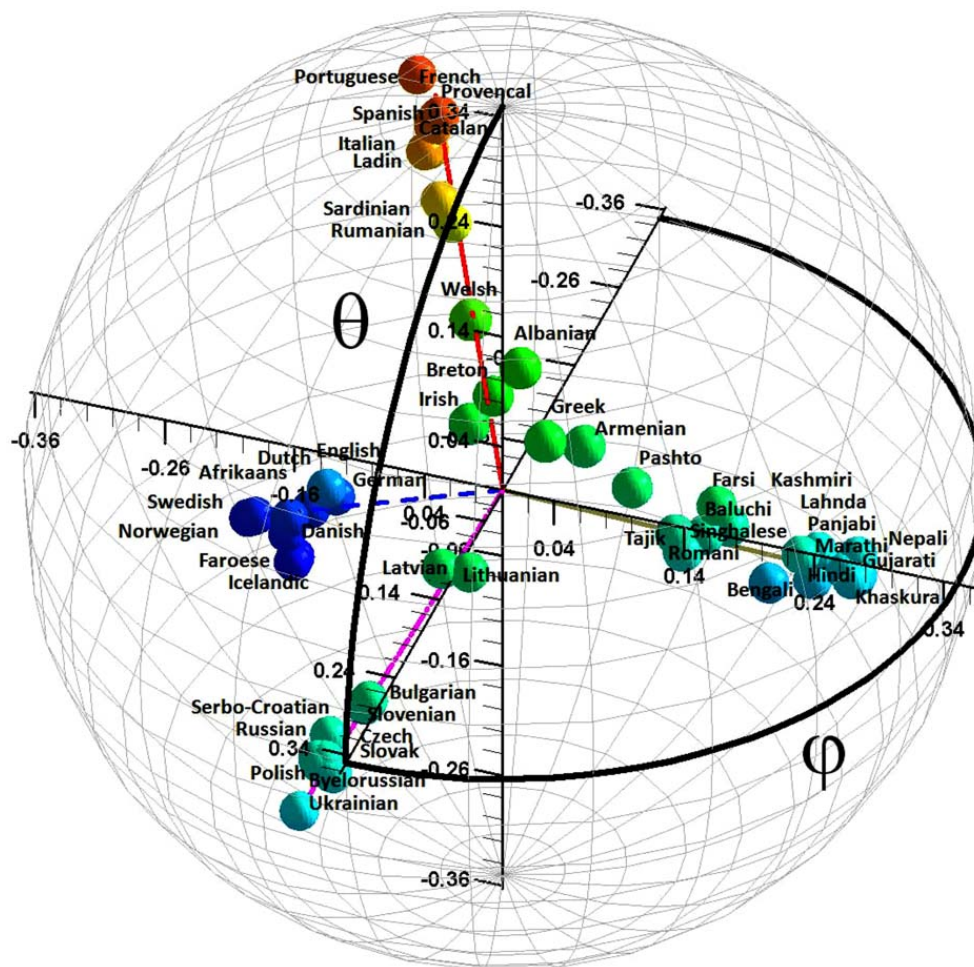 Portuguese French
Provencal
Spanish 0.34
Catalan
Italian
Ladin
Sardinian
-0.36
0.24
Rumanian
-0.26
Welsh
θ
0.14
Albanian
Breton
Irish
Greek
0.04
Armenian
-0.36
Pashto
-0.26
Dutch English
Afrikaans
German
Farsi Kashmiri
-0.16
Baluchi Lahnda
Swedish
-0.04
Singhalese Panjabi
-0.06
Norwegian
Danish
0.04
Tajik
Marathi Nepali
Romani
Gujarati
Faroese
Latvian
Lithuanian
0.14
Hindi
Icelandic
Bengali
Khaskura
0.14
0.24
0.34
-0.16
0.24
Bulgarian
Serbo-Croatian
Slovenian
Russian
Czech
0.34
Slovak
φ
Polish
-0.26
Byelorussian
Ukrainian
-0.36